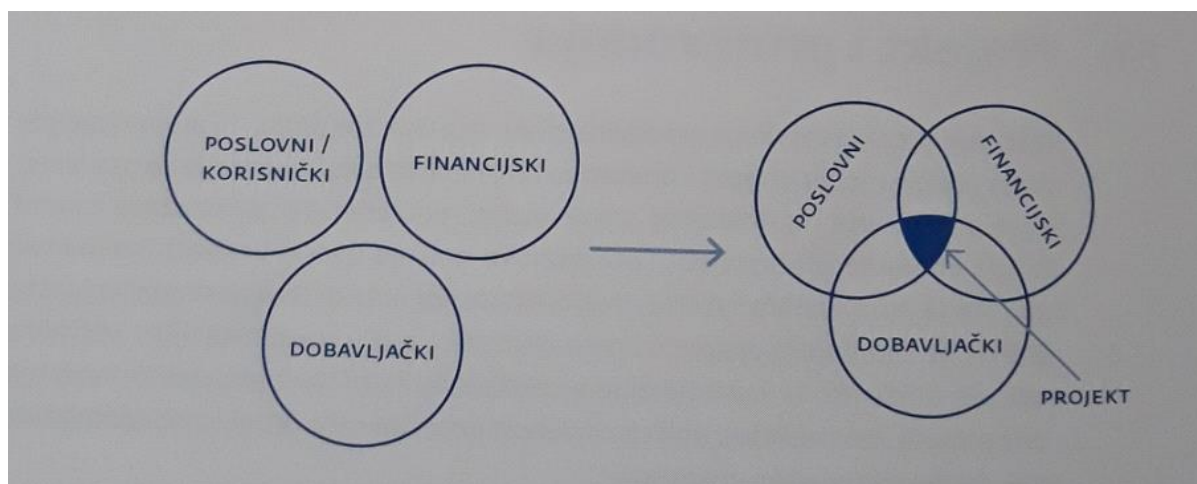 POSLOVNI /
KORISNIČKI
FINANCIJSKI
DOBAVLJAČKI
POSLOVNI
FINANCIJSKI
DOBAVLJAČKI
PROJEKT